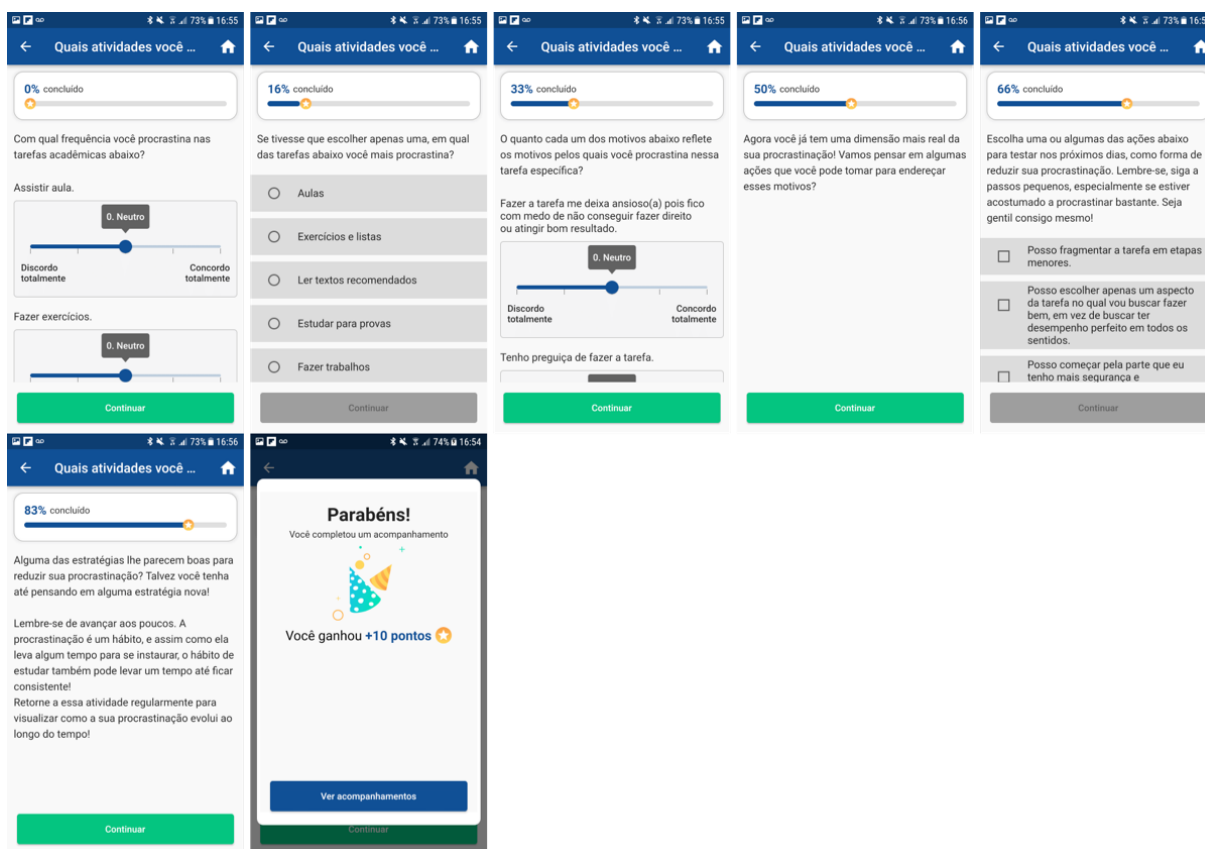 73% 16:55
Quais atividades você ...
0% concluído
Com qual frequência você procrastina nas
tarefas acadêmicas abaixo?
Assistir aula.
0. Neutro
Discordo
totalmente
Concordo
totalmente
Fazer exercícios.
0. Neutro
Continuar
73% 16:55
Quais atividades você ...
16% concluído
Se tivesse que escolher apenas uma, em qual
das tarefas abaixo você mais procrastina?
Aulas
Exercícios e listas
Ler textos recomendados
Estudar para provas
Fazer trabalhos
Continuar
73% 16:55
Quais atividades você ...
33% concluído
O quanto cada um dos motivos abaixo reflete
os motivos pelos quais você procrastina nessa
tarefa específica?
Fazer a tarefa me deixa ansioso(a) pois fico
com medo de não conseguir fazer direito
ou atingir bom resultado.
0. Neutro
Discordo
totalmente
Concordo
totalmente
Tenho preguiça de fazer a tarefa.
Continuar
73% 16:56
Quais atividades você ...
50% concluído
Agora você já tem uma dimensão mais real da
sua procrastinação! Vamos pensar em algumas
ações que você pode tomar para endereçar
esses motivos?
Continuar
73%
Quais atividades você ...
66% concluído
Escolha uma ou algumas das ações abaixo
para testar nos próximos dias, como forma de
reduzir sua procrastinação. Lembre-se, siga a
passos pequenos, especialmente se estiver
acostumado a procrastinar bastante. Seja
gentil consigo mesmo!
Posso fragmentar a tarefa em etapas
menores.
Posso escolher apenas um aspecto
da tarefa no qual vou buscar fazer
bem, em vez de buscar ter
desempenho perfeito em todos os
sentidos.
Posso começar pela parte que eu
tenho mais segurança e
Continuar
73% 16:56
Quais atividades você ...
83% concluído
Alguma das estratégias lhe parecem boas para
reduzir sua procrastinação? Talvez você tenha
até pensando em alguma estratégia nova!
Lembre-se de avançar aos poucos. A
procrastinação é um hábito, e assim como ela
leva algum tempo para se instaurar, o hábito de
estudar também pode levar um tempo até ficar
consistente!
Retorne a essa atividade regularmente para
visualizar como a sua procrastinação evolui ao
longo do tempo!
Continuar
74% 16:54
Parabéns!
Você completou um acompanhamento
Você ganhou +10 pontos
Ver acompanhamentos
Continuar